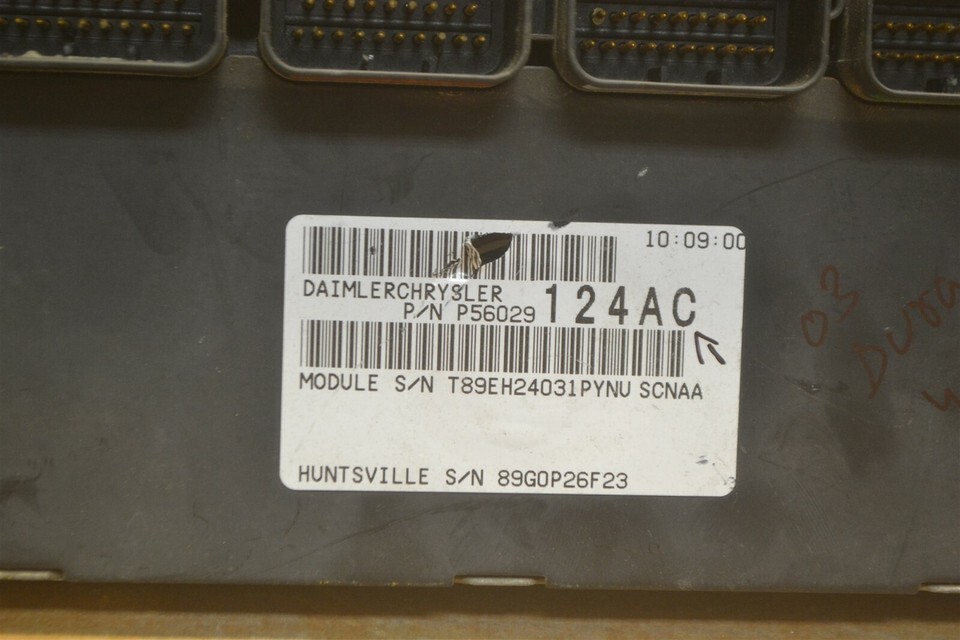 10:09:00
DAIMLERCHRYSLER
P/N P56029 124AC
MODULE S/N T89EH24031PYNU SCNAA
HUNTSVILLE S/N 89G0P26F23
03